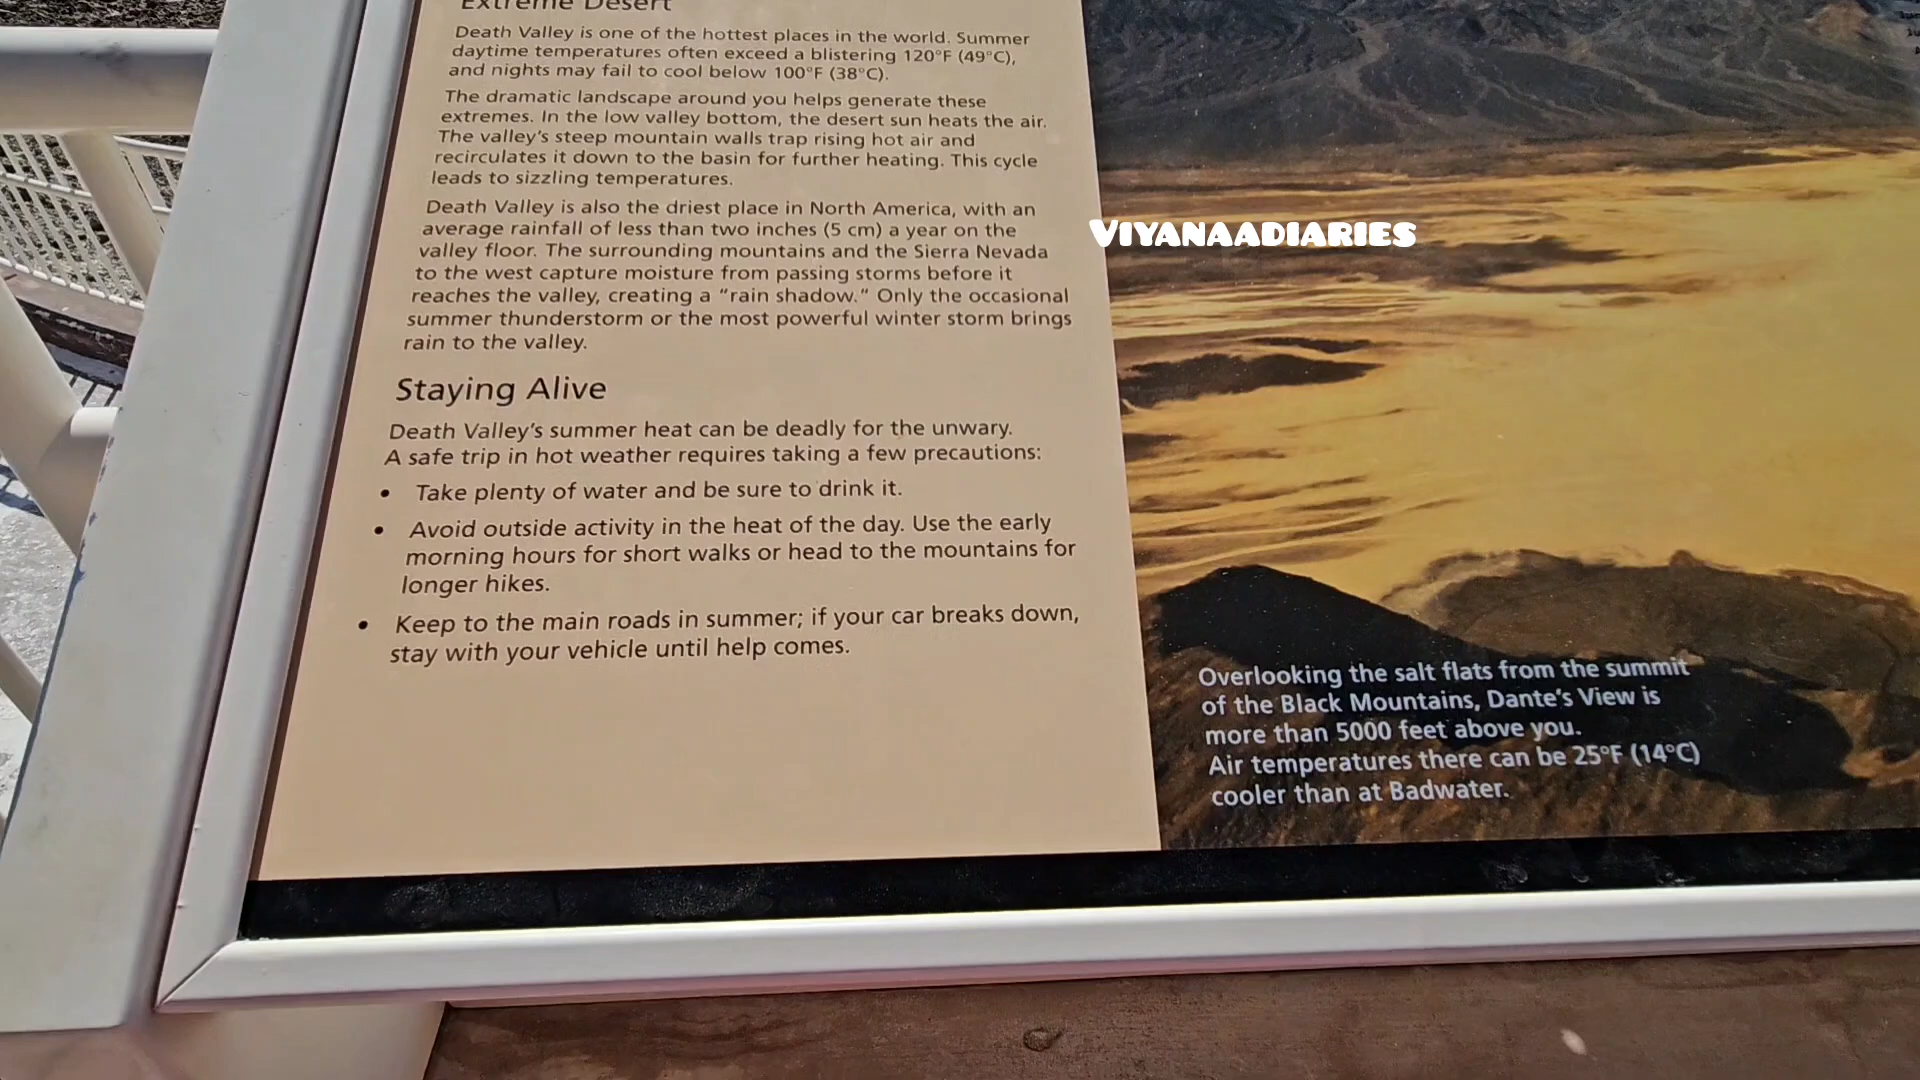 Extreme Desert
Death Valley is one of the hottest places in the world. Summer
daytime temperatures often exceed a blistering 120°F (49°C),
and nights may fail to cool below 100°F (38°C).
The dramatic landscape around you helps generate these
extremes. In the low valley bottom, the desert sun heats the air.
The valley's steep mountain walls trap rising hot air and
recirculates it down to the basin for further heating. This cycle
leads to sizzling temperatures.
Death Valley is also the driest place in North America, with an
average rainfall of less than two inches (5 cm) a year on the
valley floor. The surrounding mountains and the Sierra Nevada
to the west capture moisture from passing storms before it
reaches the valley, creating a "rain shadow." Only the occasional
summer thunderstorm or the most powerful winter storm brings
rain to the valley.
Staying Alive
Death Valley's summer heat can be deadly for the unwary.
A safe trip in hot weather requires taking a few precautions:
• Take plenty of water and be sure to drink it.
• Avoid outside activity in the heat of the day. Use the early
morning hours for short walks or head to the mountains for
longer hikes.
• Keep to the main roads in summer; if your car breaks down,
stay with your vehicle until help comes.
VIYANAADIARIES
Overlooking the salt flats from the summit
of the Black Mountains, Dante's View is
more than 5000 feet above you.
Air temperatures there can be 25°F (14°C)
cooler than at Badwater.